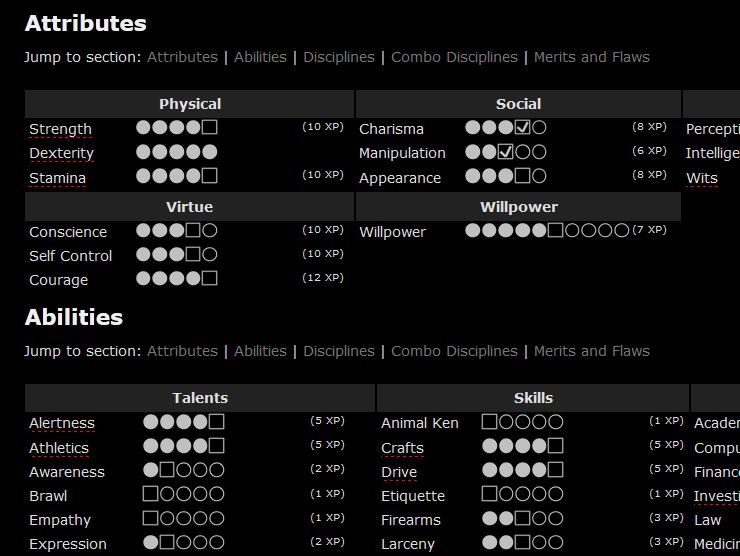 Attributes
Jump to section: Attributes | Abilities | Disciplines | Combo Disciplines | Merits and Flaws
Physical Social
Strength (10 XP) Charisma (8 XP) Percepti
Dexterity Manipulation (6 XP) Intellige
Stamina (10 XP) Appearance (8 XP) Wits
Virtue Willpower
Conscience (10 XP) Willpower (7 XP)
Self Control (10 XP)
Courage (12 XP)
Abilities
Jump to section: Attributes | Abilities | Disciplines | Combo Disciplines | Merits and Flaws
Talents Skills
Alertness (5 XP) Animal Ken (1 XP) Acader
Athletics (5 XP) Crafts (5 XP) Compu
Awareness (2 XP) Drive (5 XP) Finance
Brawl (1 XP) Etiquette (1 XP) Investi
Empathy (1 XP) Firearms (3 XP) Law
Expression (2 XP) Larceny (3 XP) Medicin